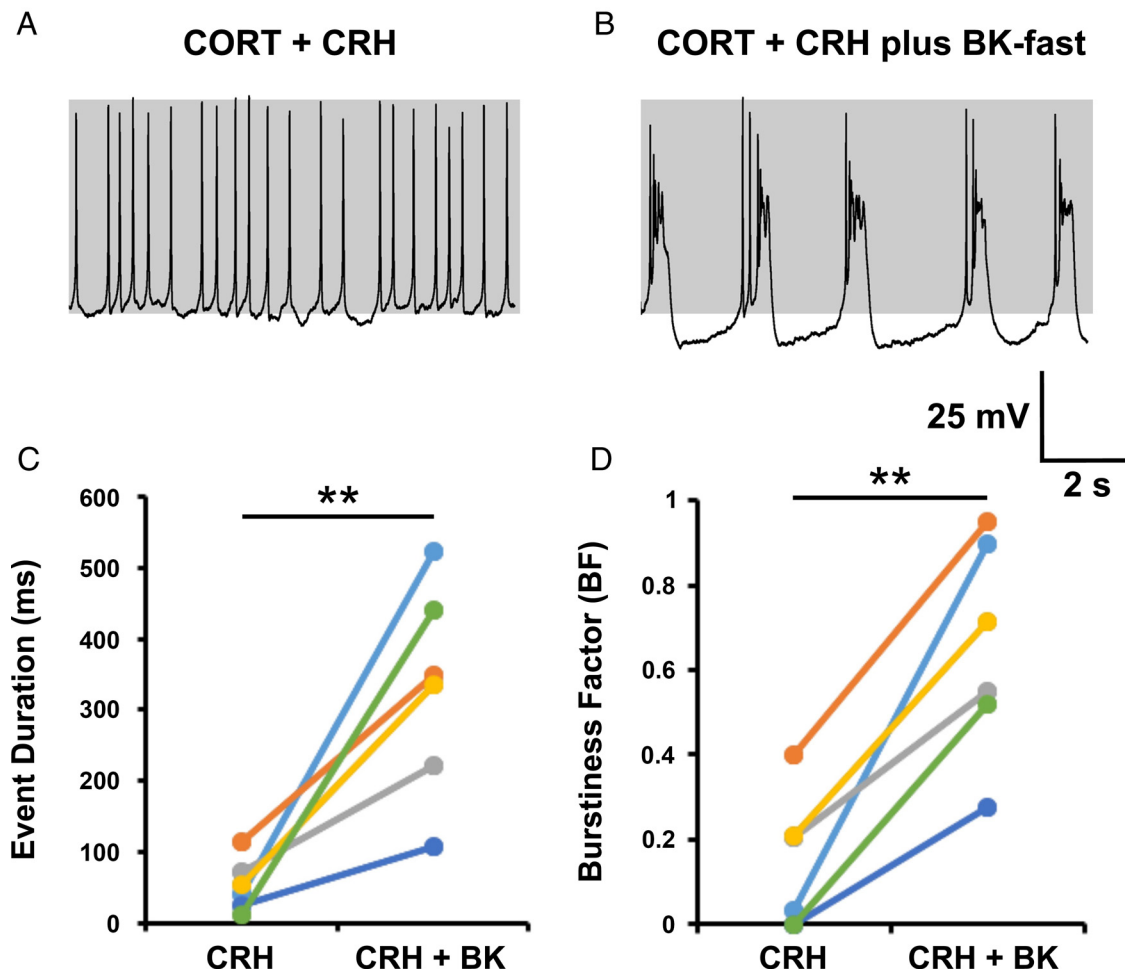 A
CORT + CRH
B
CORT + CRH plus BK-fast
25 mV
2 s
C
Event Duration (ms)
600
500
400
300
200
100
0
**
CRH
CRH + BK
D
Burstiness Factor (BF)
1
0.8
0.6
0.4
0.2
0
**
CRH
CRH + BK